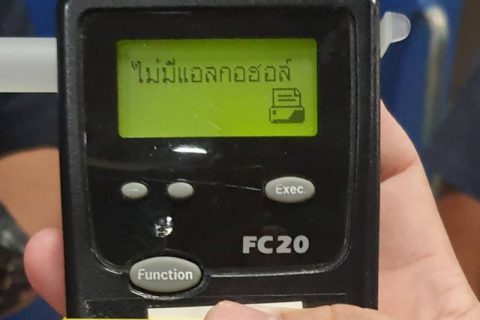 ไม่มีแอลกอฮอล์
Exec.
FC20
Function